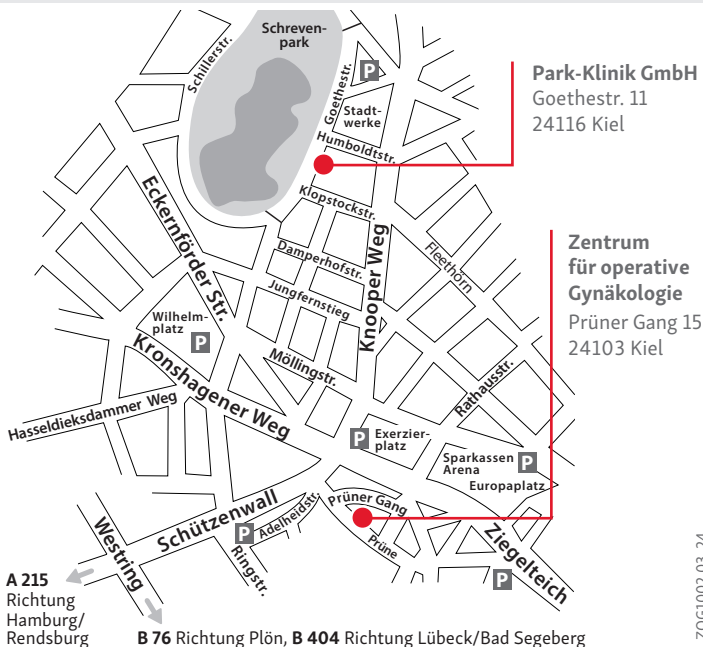 Schreven-
park
Schillerstr.
Goethestr.
P
Stadt-
werke
Humboldtstr.
Klopstockstr.
Eckernförder Str.
Damperhofstr.
Knooper Weg
Fleethörn
Jungfernstieg
Wilhelm-
platz
P
Kronshagener Weg
Möllingstr.
Rathausstr.
Hasseldieksdammer Weg
P
Exerzier-
platz
Sparkassen
Arena
P
Europaplatz
Schützenwall
Prüner Gang
Adelheidstr.
P
Prüne
Ziegelteich
Westring
Ringstr.
P
Park-Klinik GmbH
Goethestr. 11
24116 Kiel
Zentrum
für operative
Gynäkologie
Prüner Gang 15
24103 Kiel
A 215
Richtung
Hamburg/
Rendsburg
B 76 Richtung Plön, B 404 Richtung Lübeck/Bad Segeberg
ZOG1002_03_24